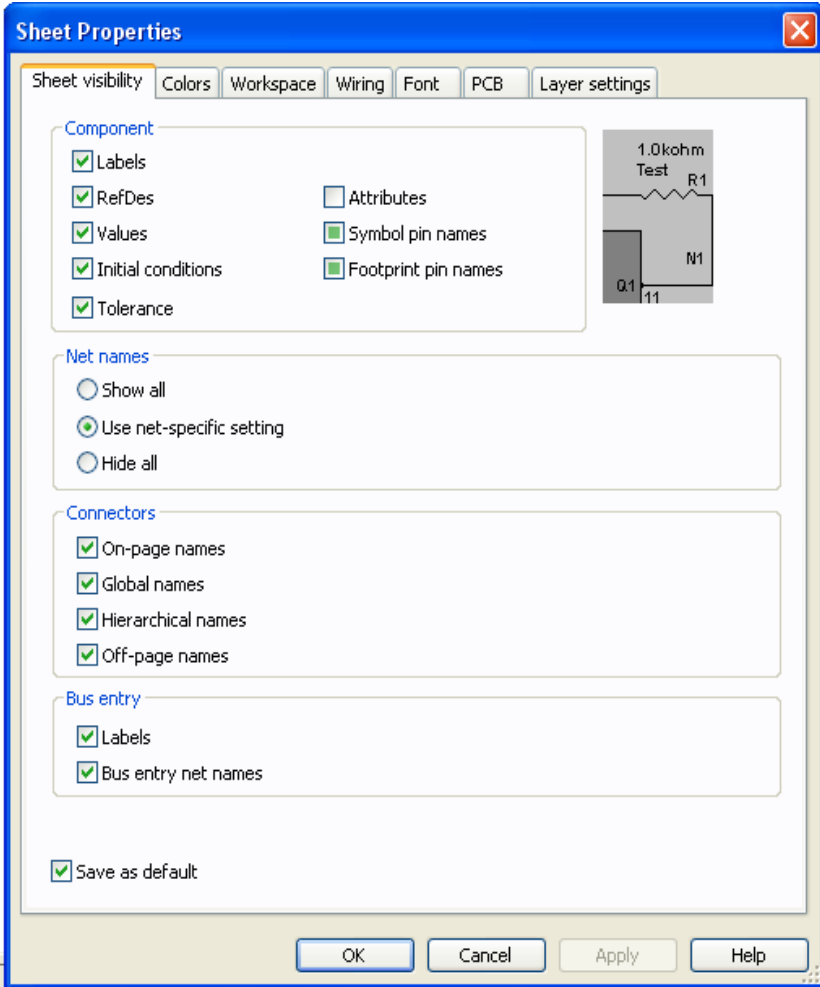 Sheet Properties
Sheet visibility Colors Workspace Wiring Font PCB Layer settings
Component
Labels
RefDes Attributes
Values Symbol pin names
Initial conditions Footprint pin names
Tolerance
1.0kohm
Test
R1
N1
Q1
11
Net names
Show all
Use net-specific setting
Hide all
Connectors
On-page names
Global names
Hierarchical names
Off-page names
Bus entry
Labels
Bus entry net names
Save as default
OK Cancel Apply Help